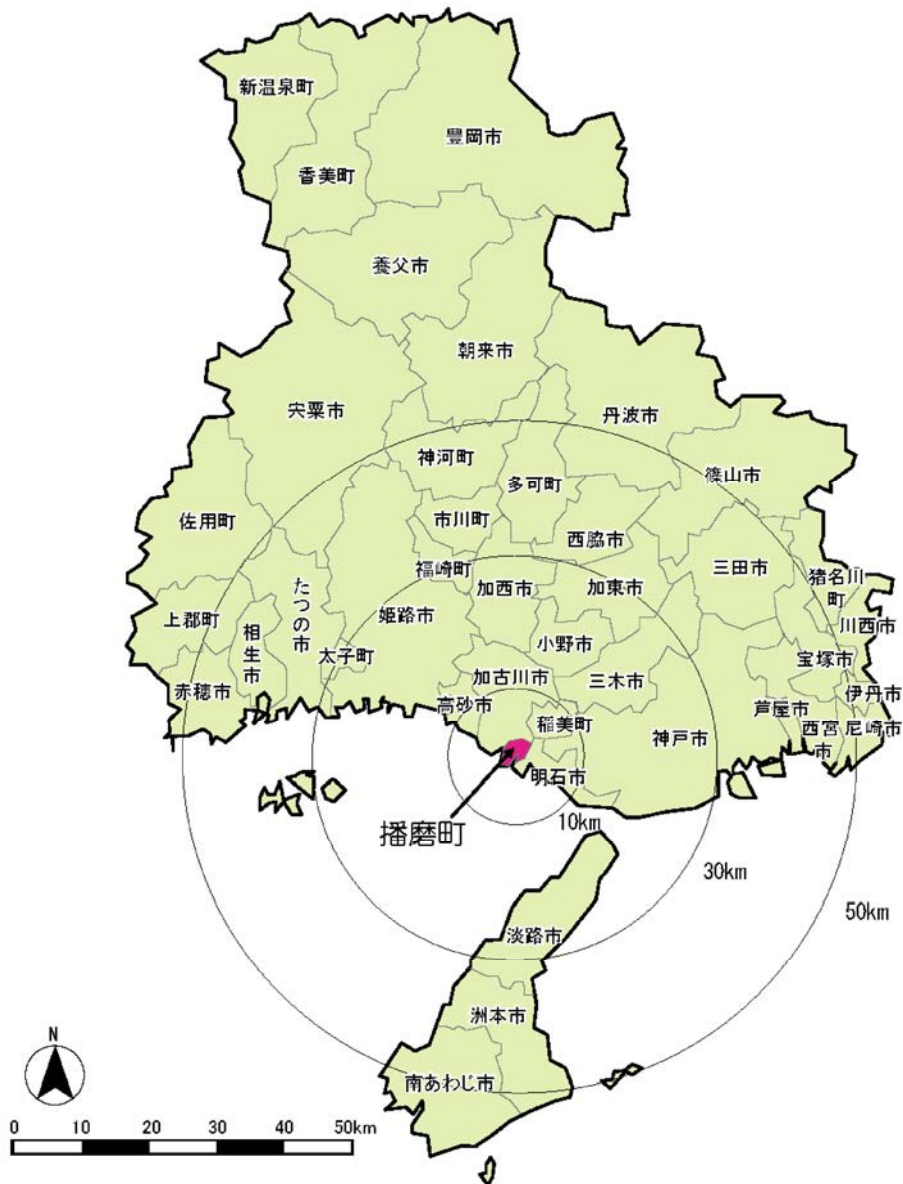 新温泉町
豊岡市
香美町
養父市
朝来市
宍粟市
丹波市
神河町
篠山市
多可町
佐用町
市川町
西脇市
福崎町
三田市
猪名川
町
たつの市
加西市
加東市
上郡町
姫路市
川西市
相生市
小野市
太子町
宝塚市
加古川市
三木市
赤穂市
伊丹市
高砂市
芦屋市
稲美町
西宮
市
尼崎市
神戸市
明石市
播磨町
10km
30km
50km
淡路市
洲本市
南あわじ市
N
0 10 20 30 40 50km